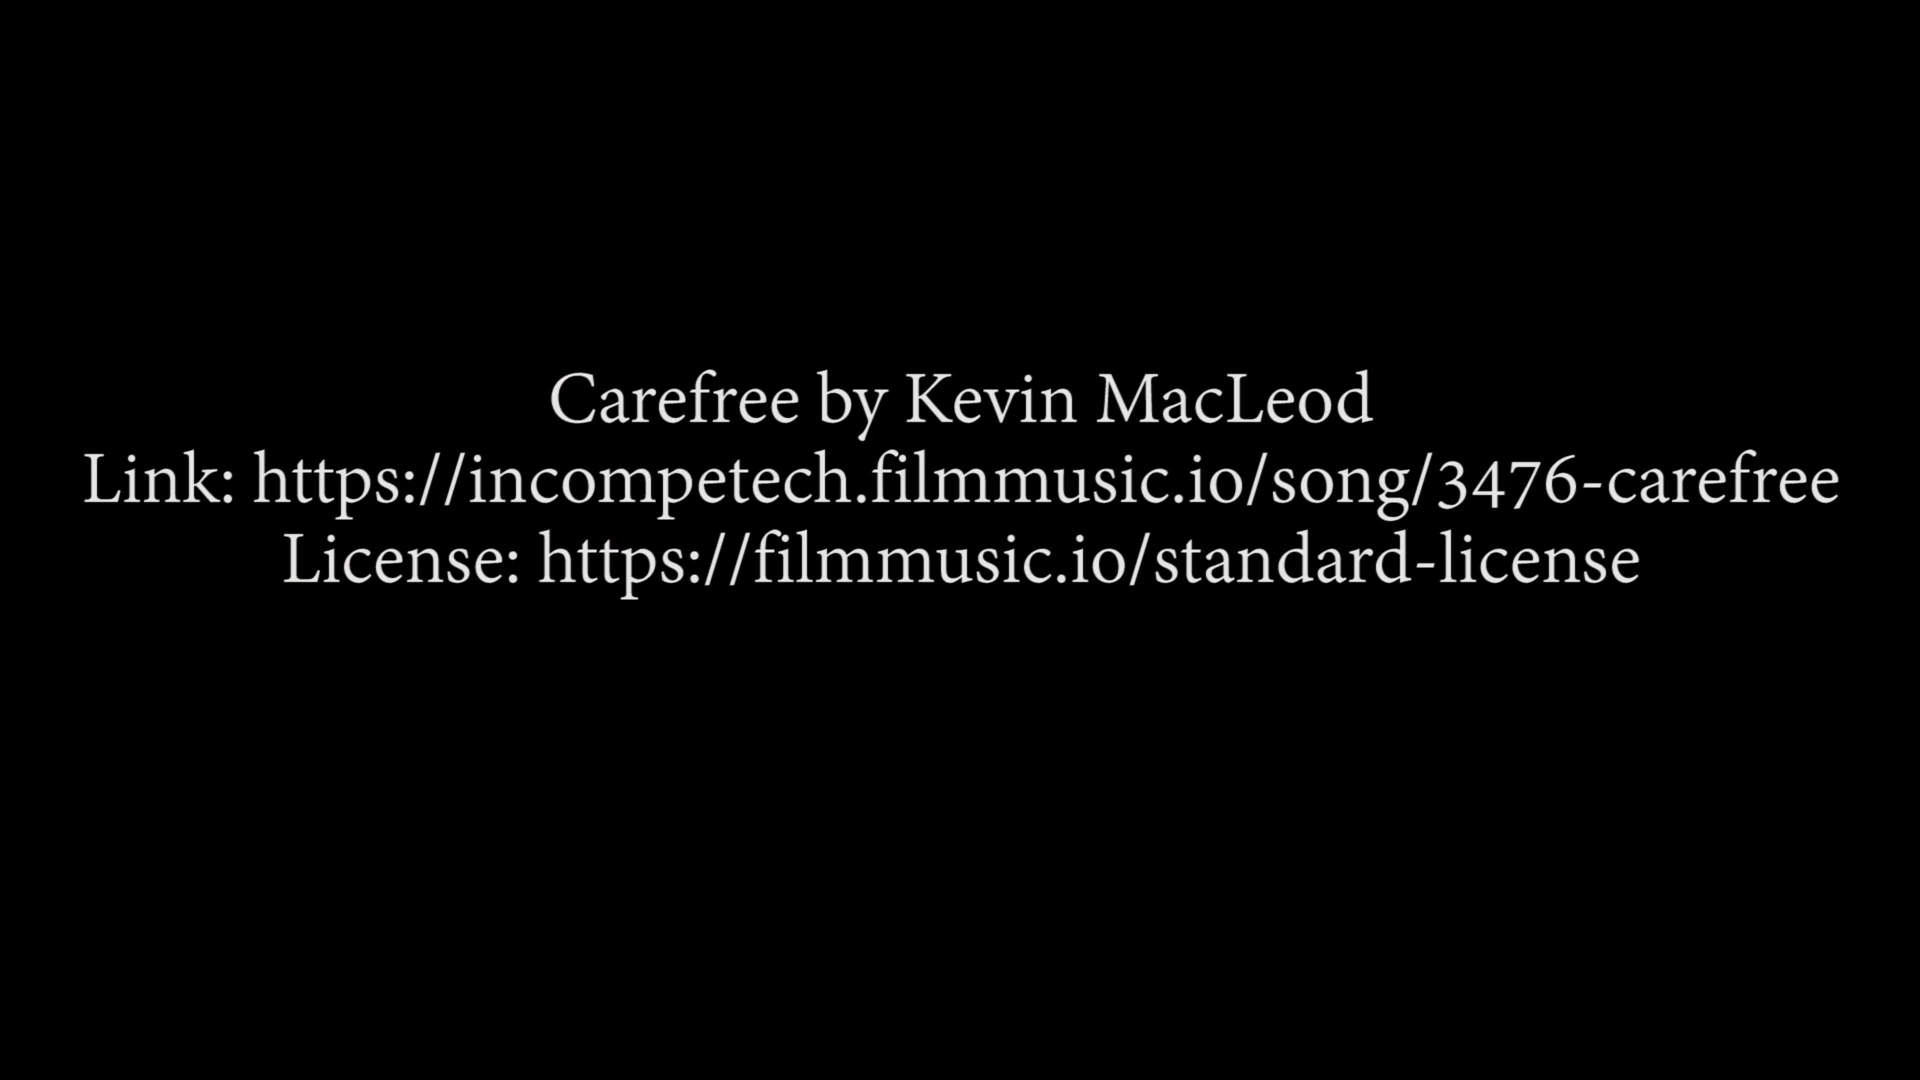 Carefree by Kevin MacLeod
Link: https://incompetech.filmmusic.io/song/3476-carefree
License: https://filmmusic.io/standard-license